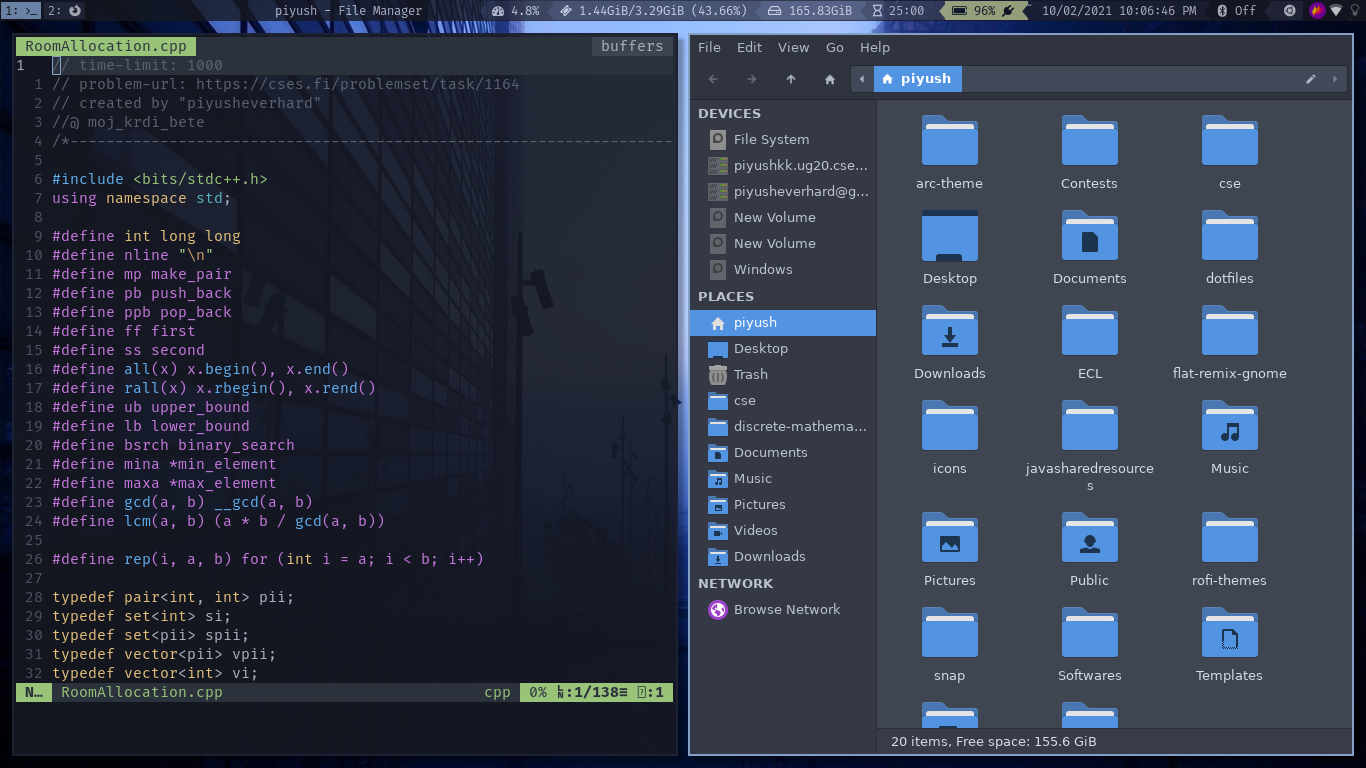 1: 2: piyush - File Manager 4.8% 1.44GiB/3.29GiB (43.66%) 165.83GiB 25:00 96% 10/02/2021 10:06:46 PM Off
RoomAllocation.cpp buffers
1 // time-limit: 1000
1 // problem-url: https://cses.fi/problemset/task/1164
2 // created by "piyusheverhard"
3 //@ moj_krdi_bete
4 /*-------------------------------------------------------------------
5
6 #include <bits/stdc++.h>
7 using namespace std;
8
9 #define int long long
10 #define nline "\n"
11 #define mp make_pair
12 #define pb push_back
13 #define ppb pop_back
14 #define ff first
15 #define ss second
16 #define all(x) x.begin(), x.end()
17 #define rall(x) x.rbegin(), x.rend()
18 #define ub upper_bound
19 #define lb lower_bound
20 #define bsrch binary_search
21 #define mina *min_element
22 #define maxa *max_element
23 #define gcd(a, b) __gcd(a, b)
24 #define lcm(a, b) (a * b / gcd(a, b))
25
26 #define rep(i, a, b) for (int i = a; i < b; i++)
27
28 typedef pair<int, int> pii;
29 typedef set<int> si;
30 typedef set<pii> spii;
31 typedef vector<pii> vpii;
32 typedef vector<int> vi;
N… RoomAllocation.cpp cpp 0% :1/138≡ :1
File Edit View Go Help
piyush
DEVICES
File System
piyushkk.ug20.cse...
piyusheverhard@g...
New Volume
New Volume
Windows
PLACES
piyush
Desktop
Trash
cse
discrete-mathema...
Documents
Music
Pictures
Videos
Downloads
NETWORK
Browse Network
arc-theme Contests cse
Desktop Documents dotfiles
Downloads ECL flat-remix-gnome
icons javasharedresource
s Music
Pictures Public rofi-themes
snap Softwares Templates
20 items, Free space: 155.6 GiB